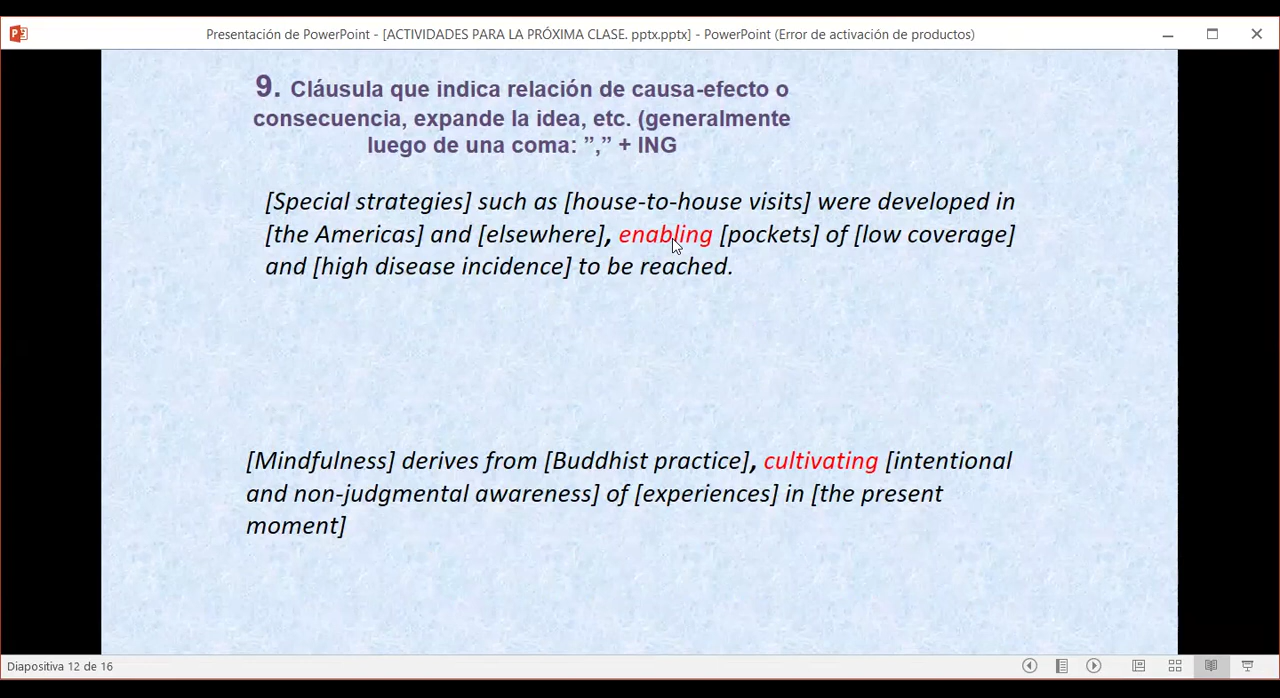 Presentación de PowerPoint - [ACTIVIDADES PARA LA PRÓXIMA CLASE. pptx.pptx] - PowerPoint (Error de activación de productos)
9. Cláusula que indica relación de causa-efecto o
consecuencia, expande la idea, etc. (generalmente
luego de una coma: ”,” + ING
[Special strategies] such as [house-to-house visits] were developed in
[the Americas] and [elsewhere], enabling [pockets] of [low coverage]
and [high disease incidence] to be reached.
[Mindfulness] derives from [Buddhist practice], cultivating [intentional
and non-judgmental awareness] of [experiences] in [the present
moment]
Diapositiva 12 de 16